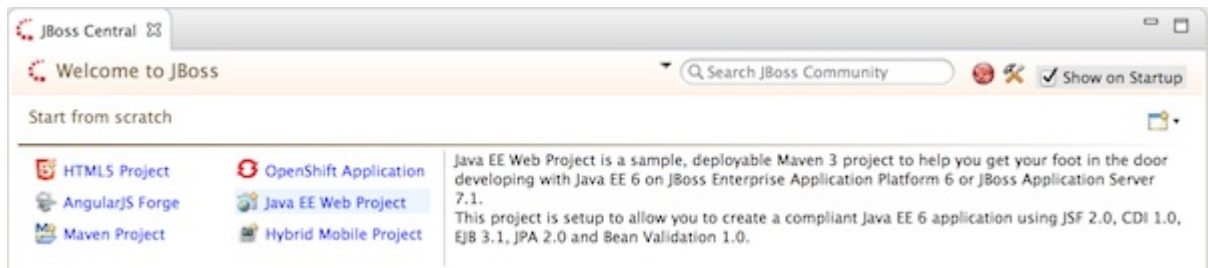 JBoss Central
Welcome to JBoss
Search JBoss Community
Show on Startup
Start from scratch
HTML5 Project
OpenShift Application
AngularJS Forge
Java EE Web Project
Maven Project
Hybrid Mobile Project
Java EE Web Project is a sample, deployable Maven 3 project to help you get your foot in the door
developing with Java EE 6 on JBoss Enterprise Application Platform 6 or JBoss Application Server
7.1.
This project is setup to allow you to create a compliant Java EE 6 application using JSF 2.0, CDI 1.0,
EJB 3.1, JPA 2.0 and Bean Validation 1.0.